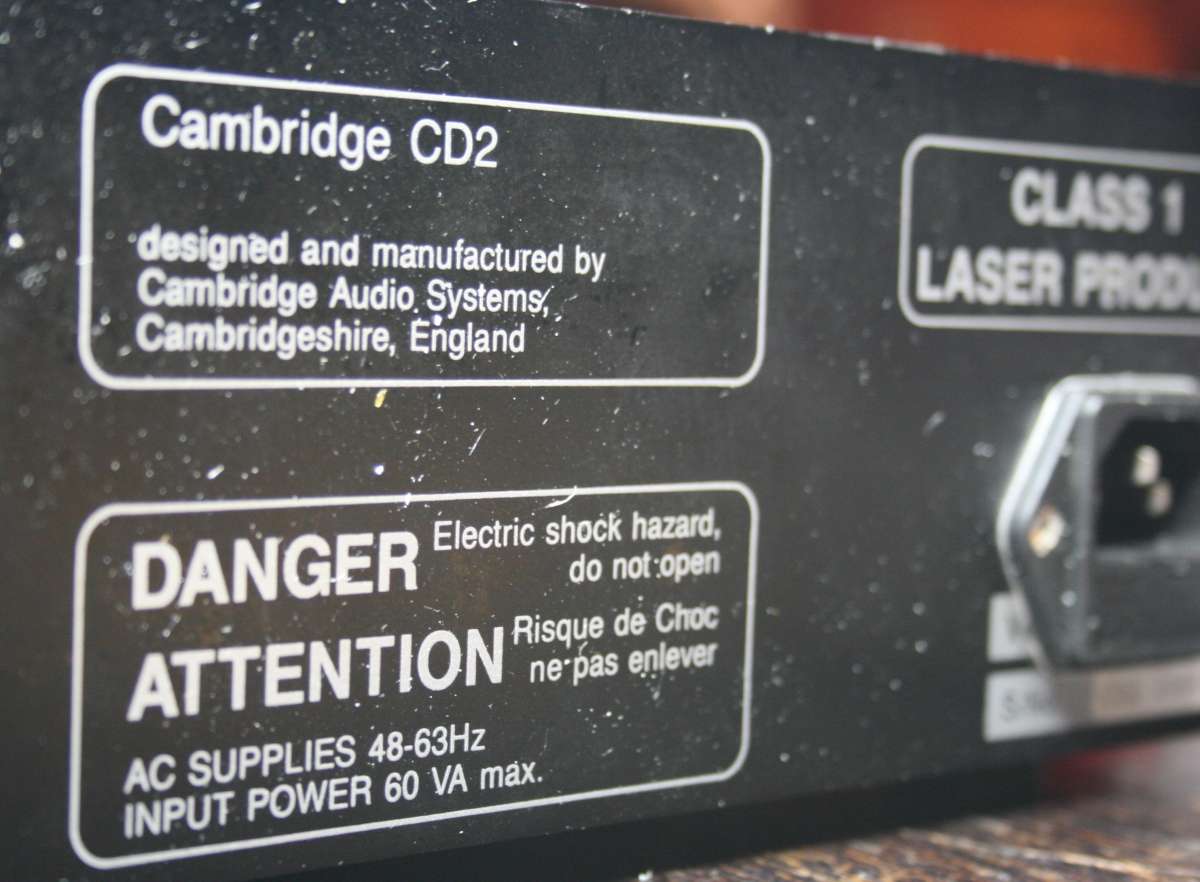 Cambridge CD2
designed and manufactured by
Cambridge Audio Systems,
Cambridgeshire, England
CLASS 1
LASER
DANGER Electric shock hazard,
do not open
ATTENTION Risque de Choc
ne pas enlever
AC SUPPLIES 48-63Hz
INPUT POWER 60 VA max.